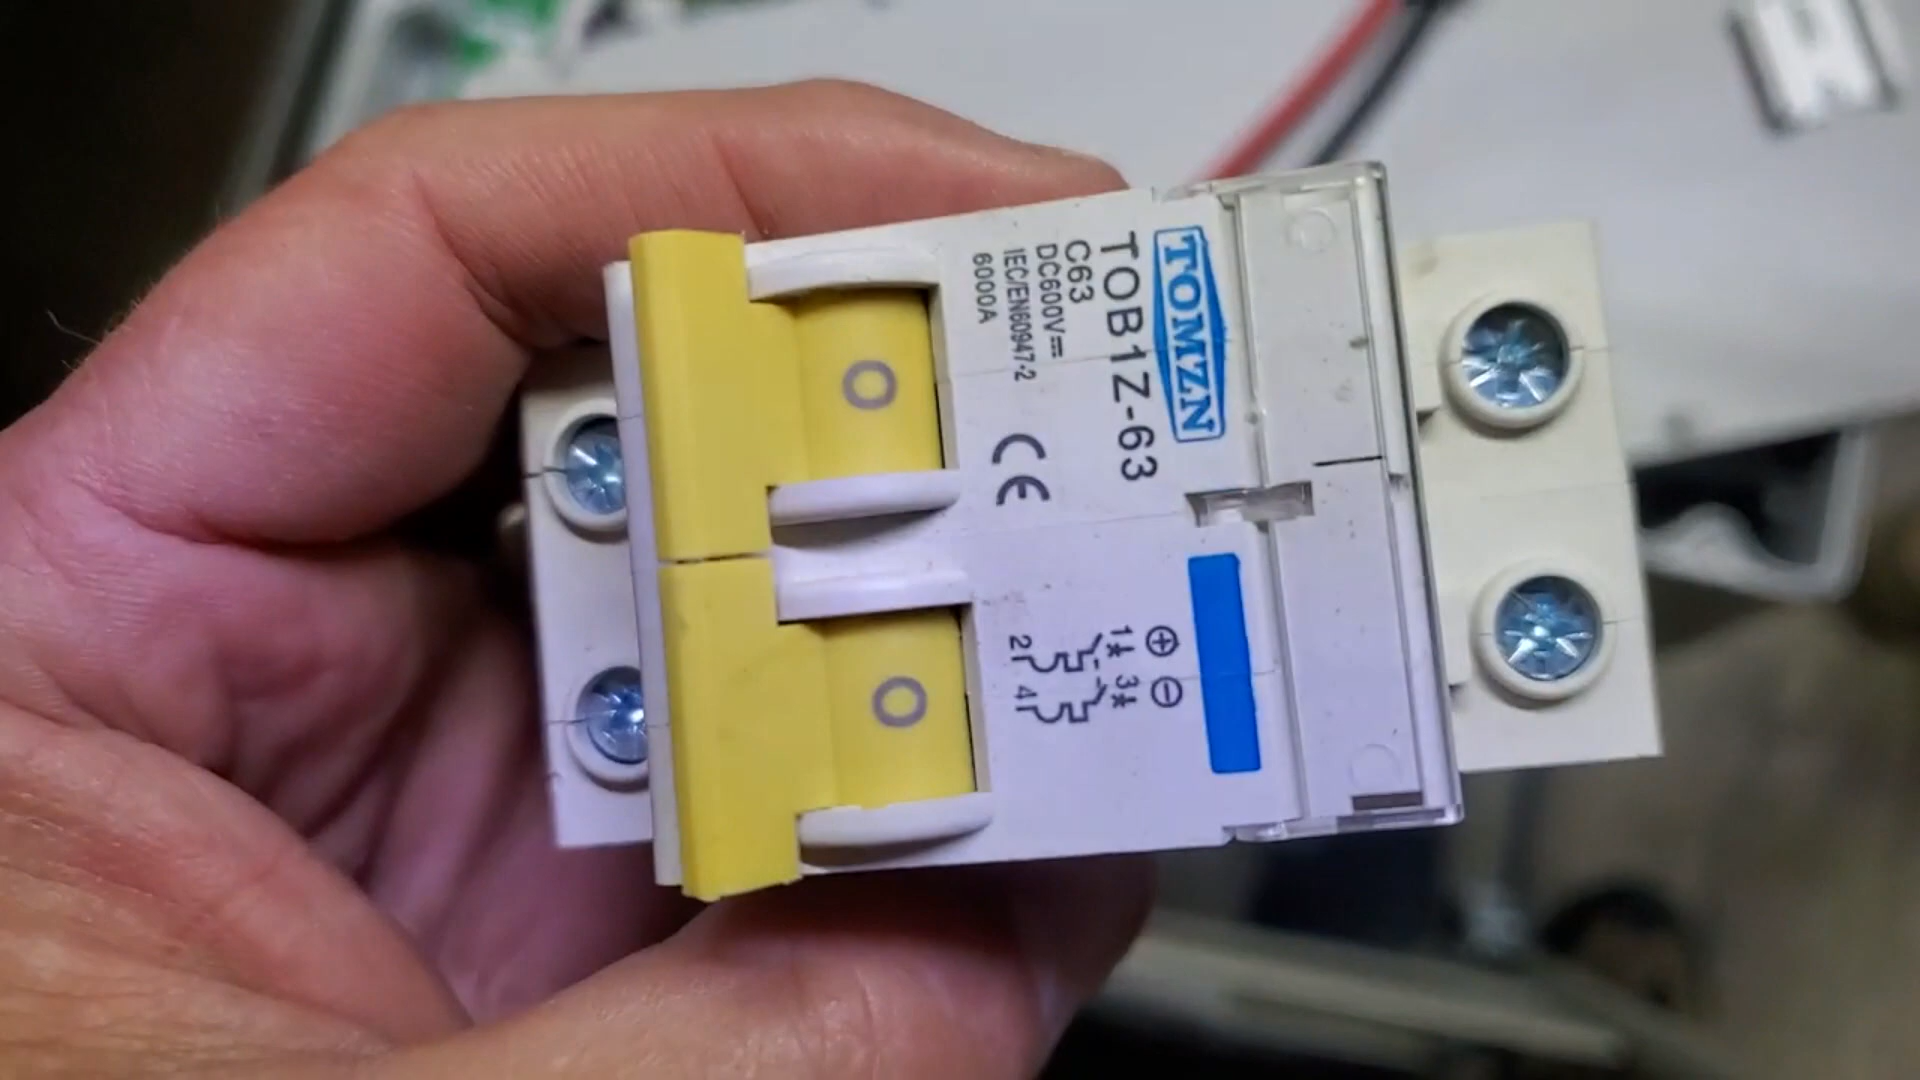 TOMZN
TOB1Z-63
C63
DC600V⎓
IEC/EN60947-2
6000A
CE
⊕ ⊖
1 3
2 4
O
O